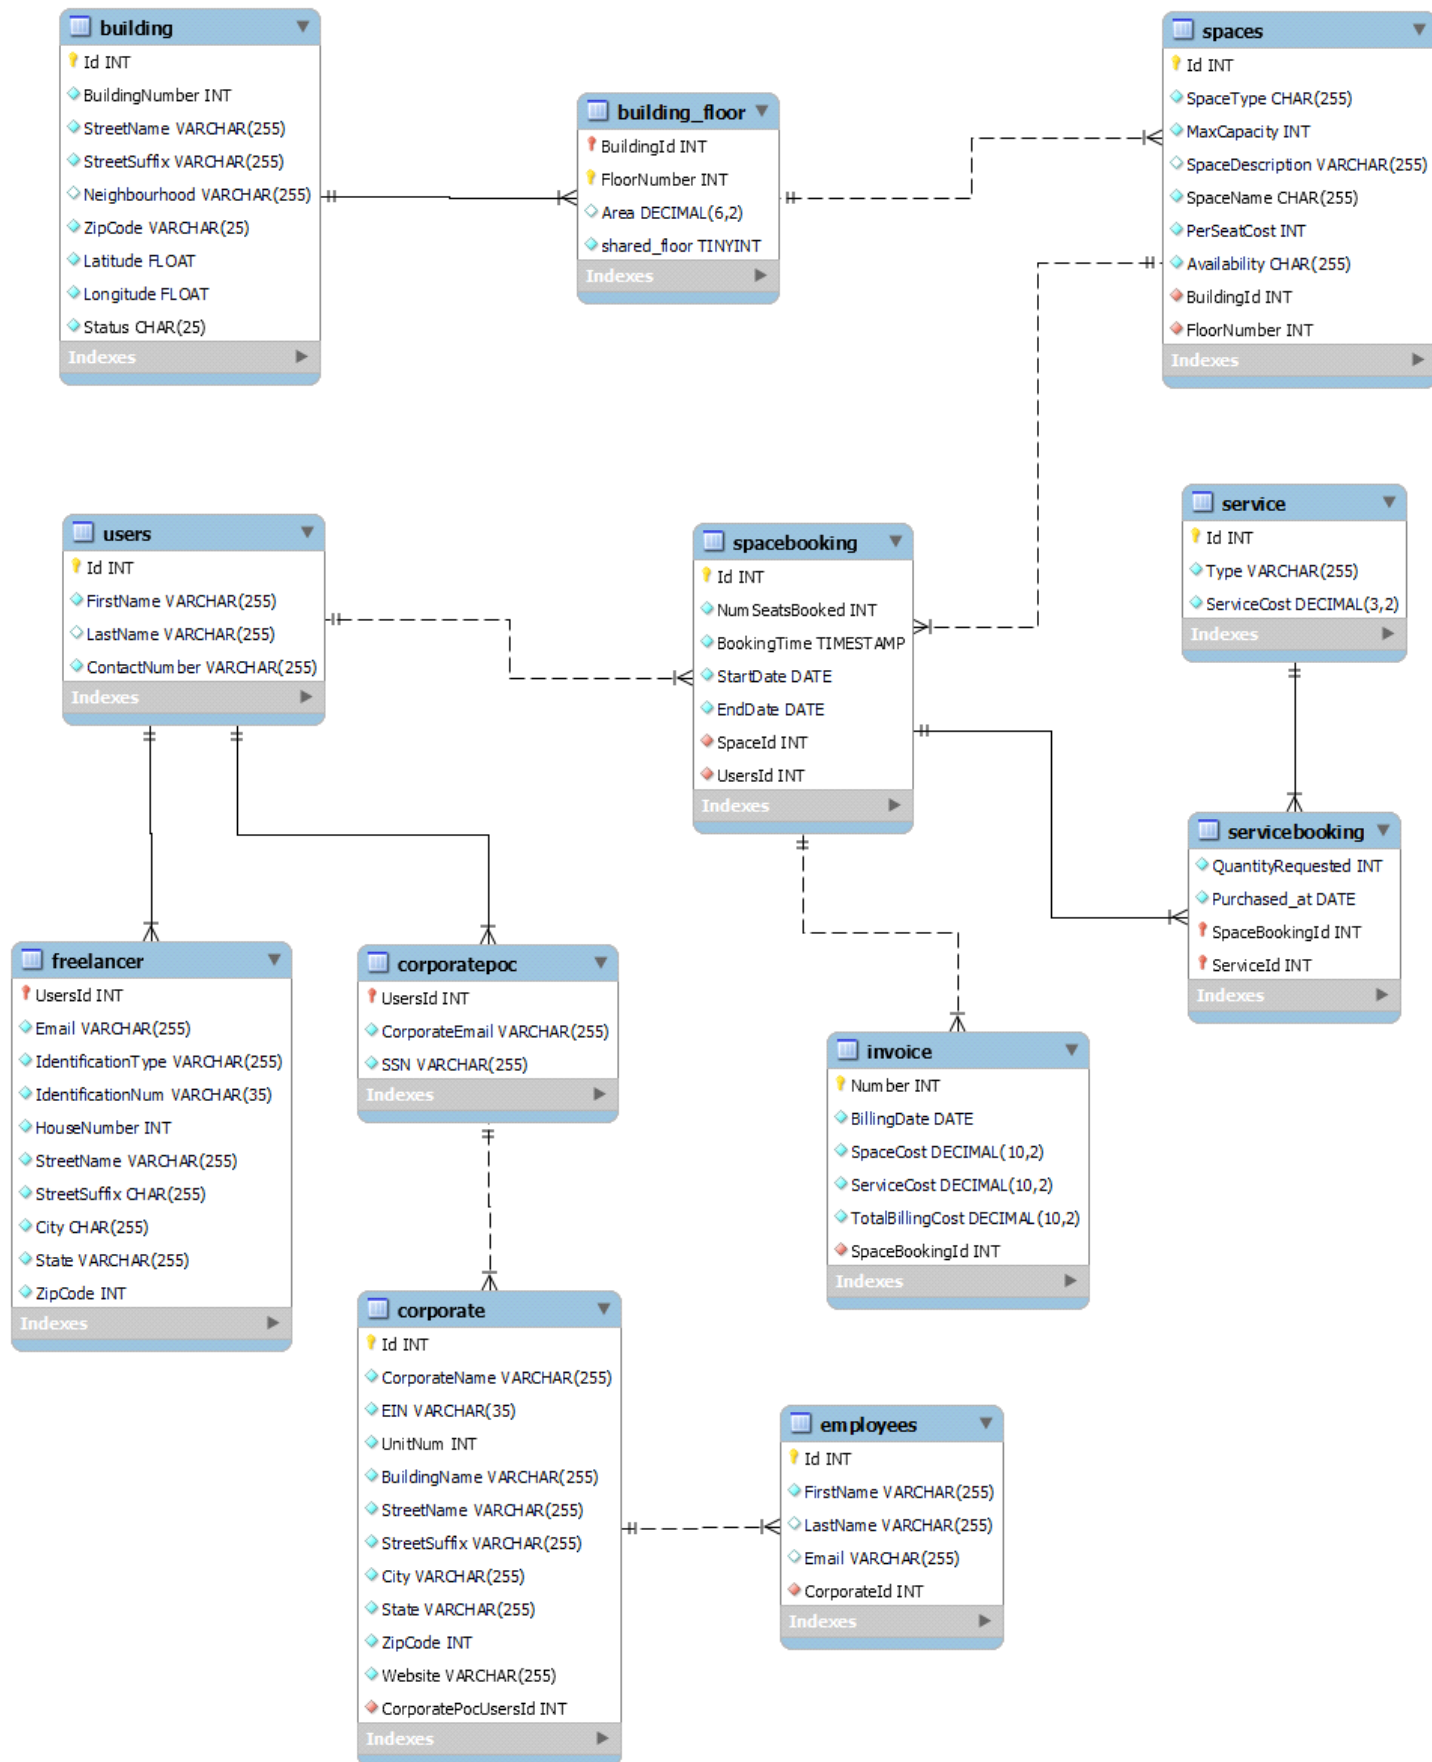 building
Id INT
BuildingNumber INT
StreetName VARCHAR(255)
StreetSuffix VARCHAR(255)
Neighbourhood VARCHAR(255)
ZipCode VARCHAR(25)
Latitude FLOAT
Longitude FLOAT
Status CHAR(25)
Indexes
building_floor
BuildingId INT
FloorNumber INT
Area DECIMAL(6,2)
shared_floor TINYINT
Indexes
spaces
Id INT
SpaceType CHAR(255)
MaxCapacity INT
SpaceDescription VARCHAR(255)
SpaceName CHAR(255)
PerSeatCost INT
Availability CHAR(255)
BuildingId INT
FloorNumber INT
Indexes
users
Id INT
FirstName VARCHAR(255)
LastName VARCHAR(255)
ContactNumber VARCHAR(255)
Indexes
spacebooking
Id INT
NumSeatsBooked INT
BookingTime TIMESTAMP
StartDate DATE
EndDate DATE
SpaceId INT
UsersId INT
Indexes
service
Id INT
Type VARCHAR(255)
ServiceCost DECIMAL(3,2)
Indexes
servicebooking
QuantityRequested INT
Purchased_at DATE
SpaceBookingId INT
ServiceId INT
Indexes
freelancer
UsersId INT
Email VARCHAR(255)
IdentificationType VARCHAR(255)
IdentificationNum VARCHAR(35)
HouseNumber INT
StreetName VARCHAR(255)
StreetSuffix CHAR(255)
City CHAR(255)
State VARCHAR(255)
ZipCode INT
Indexes
corporatepoc
UsersId INT
CorporateEmail VARCHAR(255)
SSN VARCHAR(255)
Indexes
invoice
Number INT
BillingDate DATE
SpaceCost DECIMAL(10,2)
ServiceCost DECIMAL(10,2)
TotalBillingCost DECIMAL(10,2)
SpaceBookingId INT
Indexes
corporate
Id INT
CorporateName VARCHAR(255)
EIN VARCHAR(35)
UnitNum INT
BuildingName VARCHAR(255)
StreetName VARCHAR(255)
StreetSuffix VARCHAR(255)
City VARCHAR(255)
State VARCHAR(255)
ZipCode INT
Website VARCHAR(255)
CorporatePocUsersId INT
Indexes
employees
Id INT
FirstName VARCHAR(255)
LastName VARCHAR(255)
Email VARCHAR(255)
CorporateId INT
Indexes